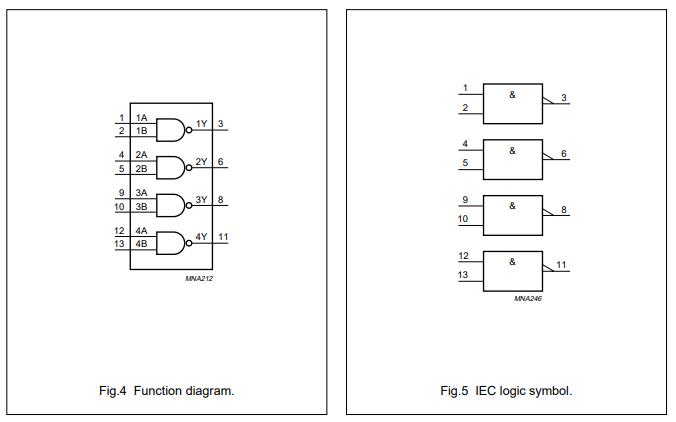 1 1A
2 1B
1Y 3
4 2A
5 2B
2Y 6
9 3A
10 3B
3Y 8
12 4A
13 4B
4Y 11
MNA212
Fig.4 Function diagram.
1
2
&
3
4
5
&
6
9
10
&
8
12
13
&
11
MNA246
Fig.5 IEC logic symbol.